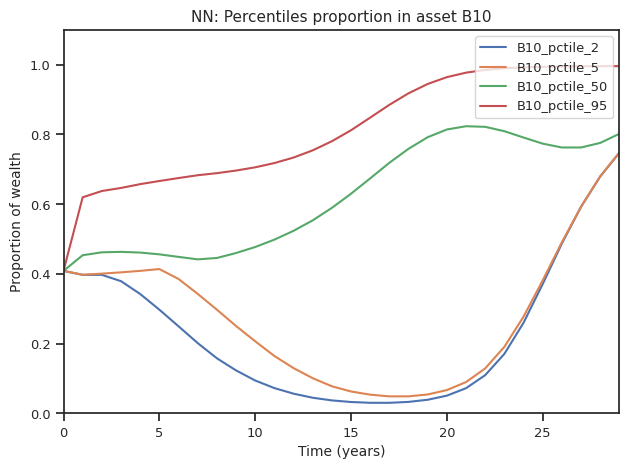 NN: Percentiles proportion in asset B10
B10_pctile_2
B10_pctile_5
B10_pctile_50
B10_pctile_95
Proportion of wealth
1.0
0.8
0.6
0.4
0.2
0.0
0 5 10 15 20 25
Time (years)